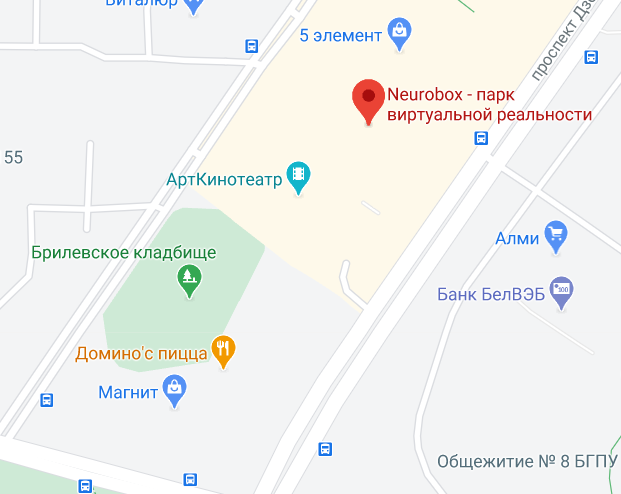 Виталюр
5 элемент
проспект Дзе
Neurobox - парк
виртуальной реальности
55
АртКинотеатр
Брилевское кладбище
Алми
Банк БелВЭБ
Домино'с пицца
Магнит
Общежитие № 8 БГПУ